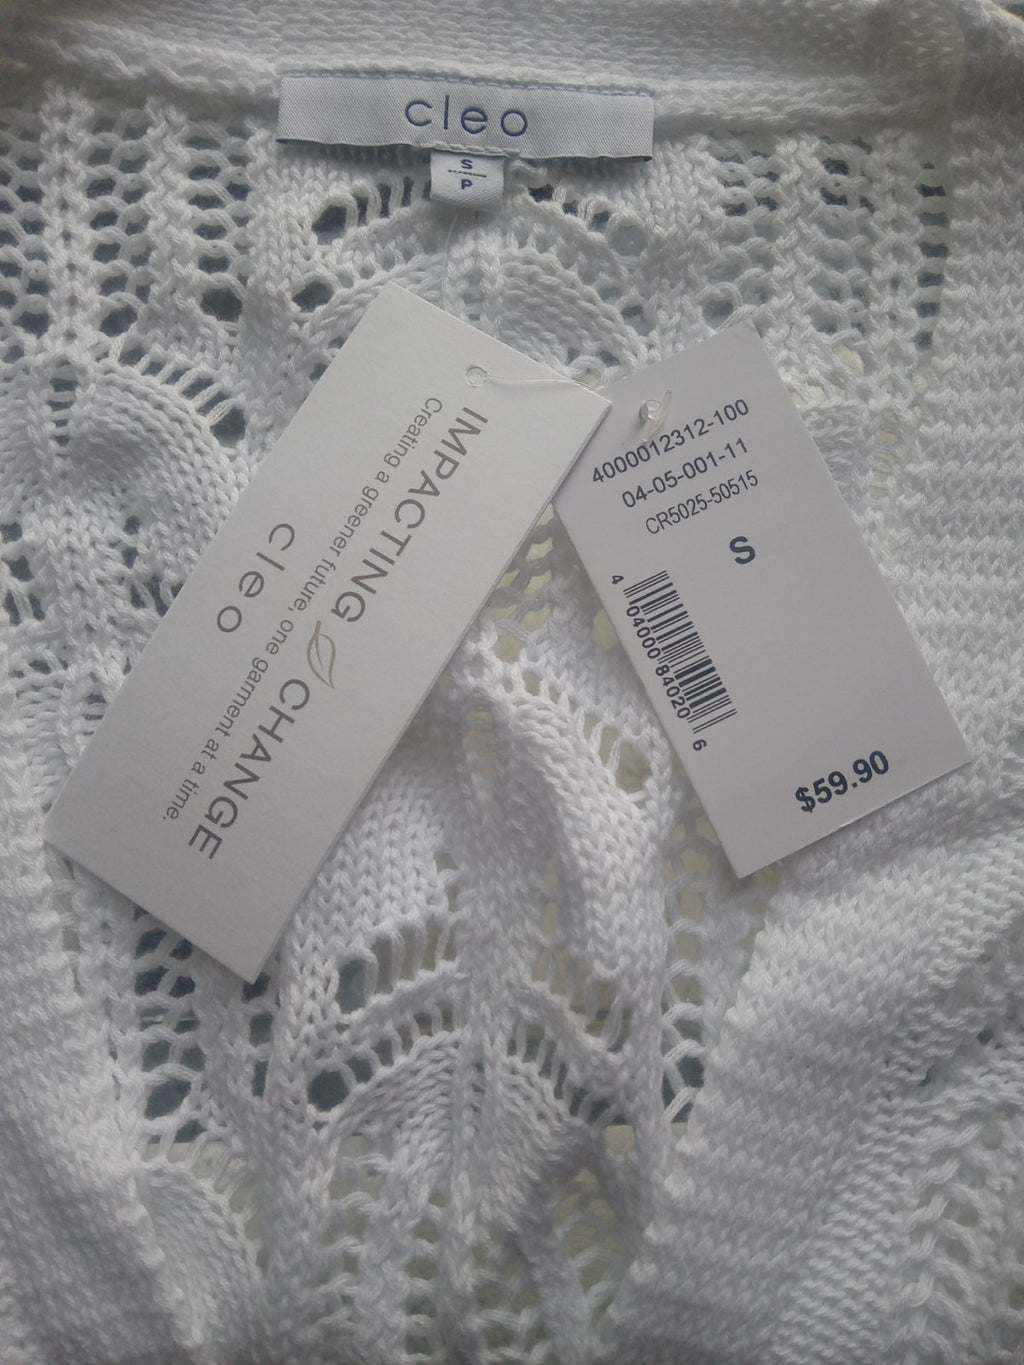 cleo
S
P
IMPACTING CHANGE
Creating a greener future, one garment at a time.
cleo
4000012312-100
04-05-001-11
CR5025-50515
S
4 04000 84020 6
$59.90